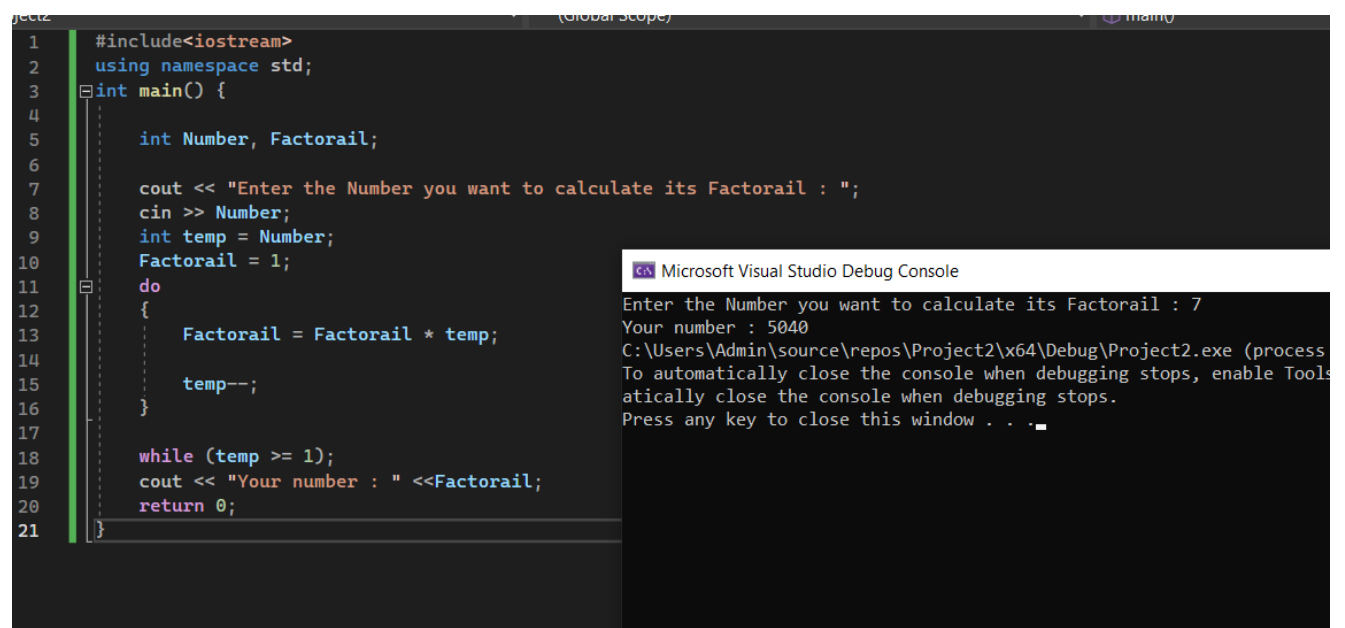 ject2 (Global Scope) main()
1 #include<iostream>
2 using namespace std;
3 int main() {
4
5 int Number, Factorail;
6
7 cout << "Enter the Number you want to calculate its Factorail : ";
8 cin >> Number;
9 int temp = Number;
10 Factorail = 1;
11 do
12 {
13 Factorail = Factorail * temp;
14
15 temp--;
16 }
17
18 while (temp >= 1);
19 cout << "Your number : " <<Factorail;
20 return 0;
21 }
Microsoft Visual Studio Debug Console
Enter the Number you want to calculate its Factorail : 7
Your number : 5040
C:\Users\Admin\source\repos\Project2\x64\Debug\Project2.exe (process
To automatically close the console when debugging stops, enable Tools
atically close the console when debugging stops.
Press any key to close this window . . .